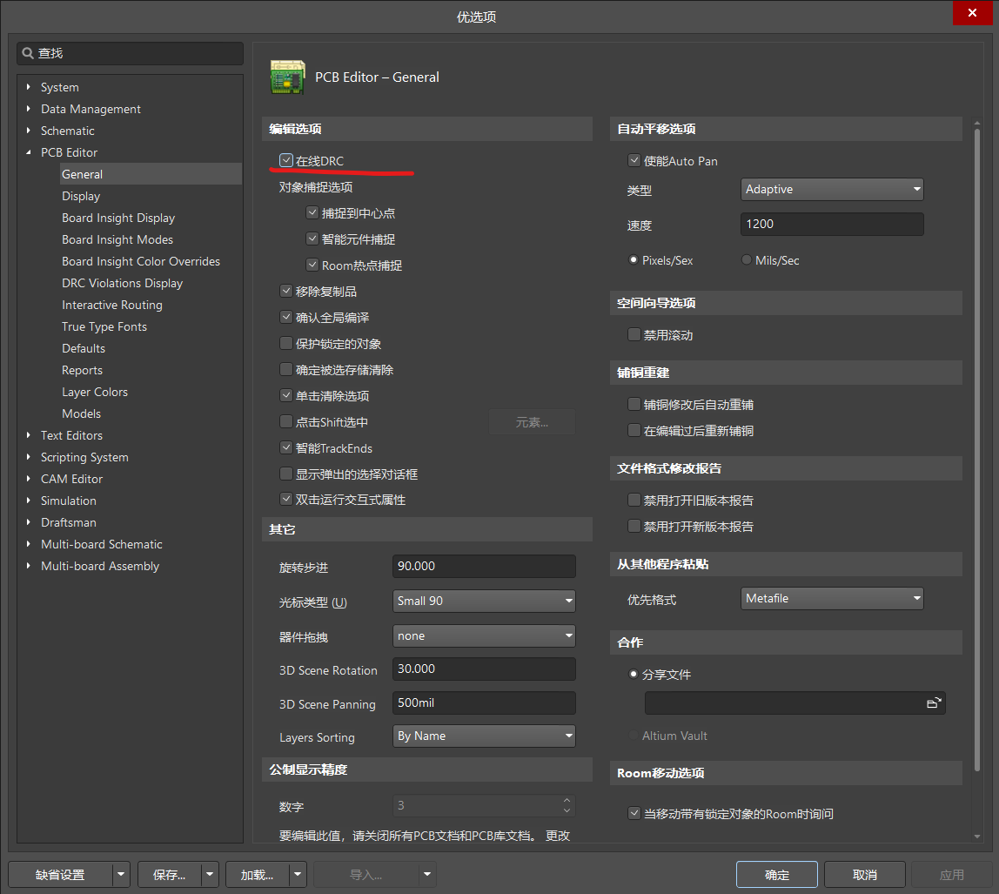 优选项
查找
System
Data Management
Schematic
PCB Editor
General
Display
Board Insight Display
Board Insight Modes
Board Insight Color Overrides
DRC Violations Display
Interactive Routing
True Type Fonts
Defaults
Reports
Layer Colors
Models
Text Editors
Scripting System
CAM Editor
Simulation
Draftsman
Multi-board Schematic
Multi-board Assembly
PCB Editor – General
编辑选项
在线DRC
对象捕捉选项
捕捉到中心点
智能元件捕捉
Room热点捕捉
移除复制品
确认全局编译
保护锁定的对象
确定被选存储清除
单击清除选项
点击Shift选中
元素...
智能TrackEnds
显示弹出的选择对话框
双击运行交互式属性
其它
旋转步进 90.000
光标类型 (U) Small 90
器件拖拽 none
3D Scene Rotation 30.000
3D Scene Panning 500mil
Layers Sorting By Name
公制显示精度
数字 3
要编辑此值，请关闭所有PCB文档和PCB库文档。 更改
自动平移选项
使能Auto Pan
类型 Adaptive
速度 1200
Pixels/Sex Mils/Sec
空间向导选项
禁用滚动
铺铜重建
铺铜修改后自动重铺
在编辑过后重新铺铜
文件格式修改报告
禁用打开旧版本报告
禁用打开新版本报告
从其他程序粘贴
优先格式 Metafile
合作
分享文件
Altium Vault
Room移动选项
当移动带有锁定对象的Room时询问
缺省设置 保存... 加载... 导入... 确定 取消 应用